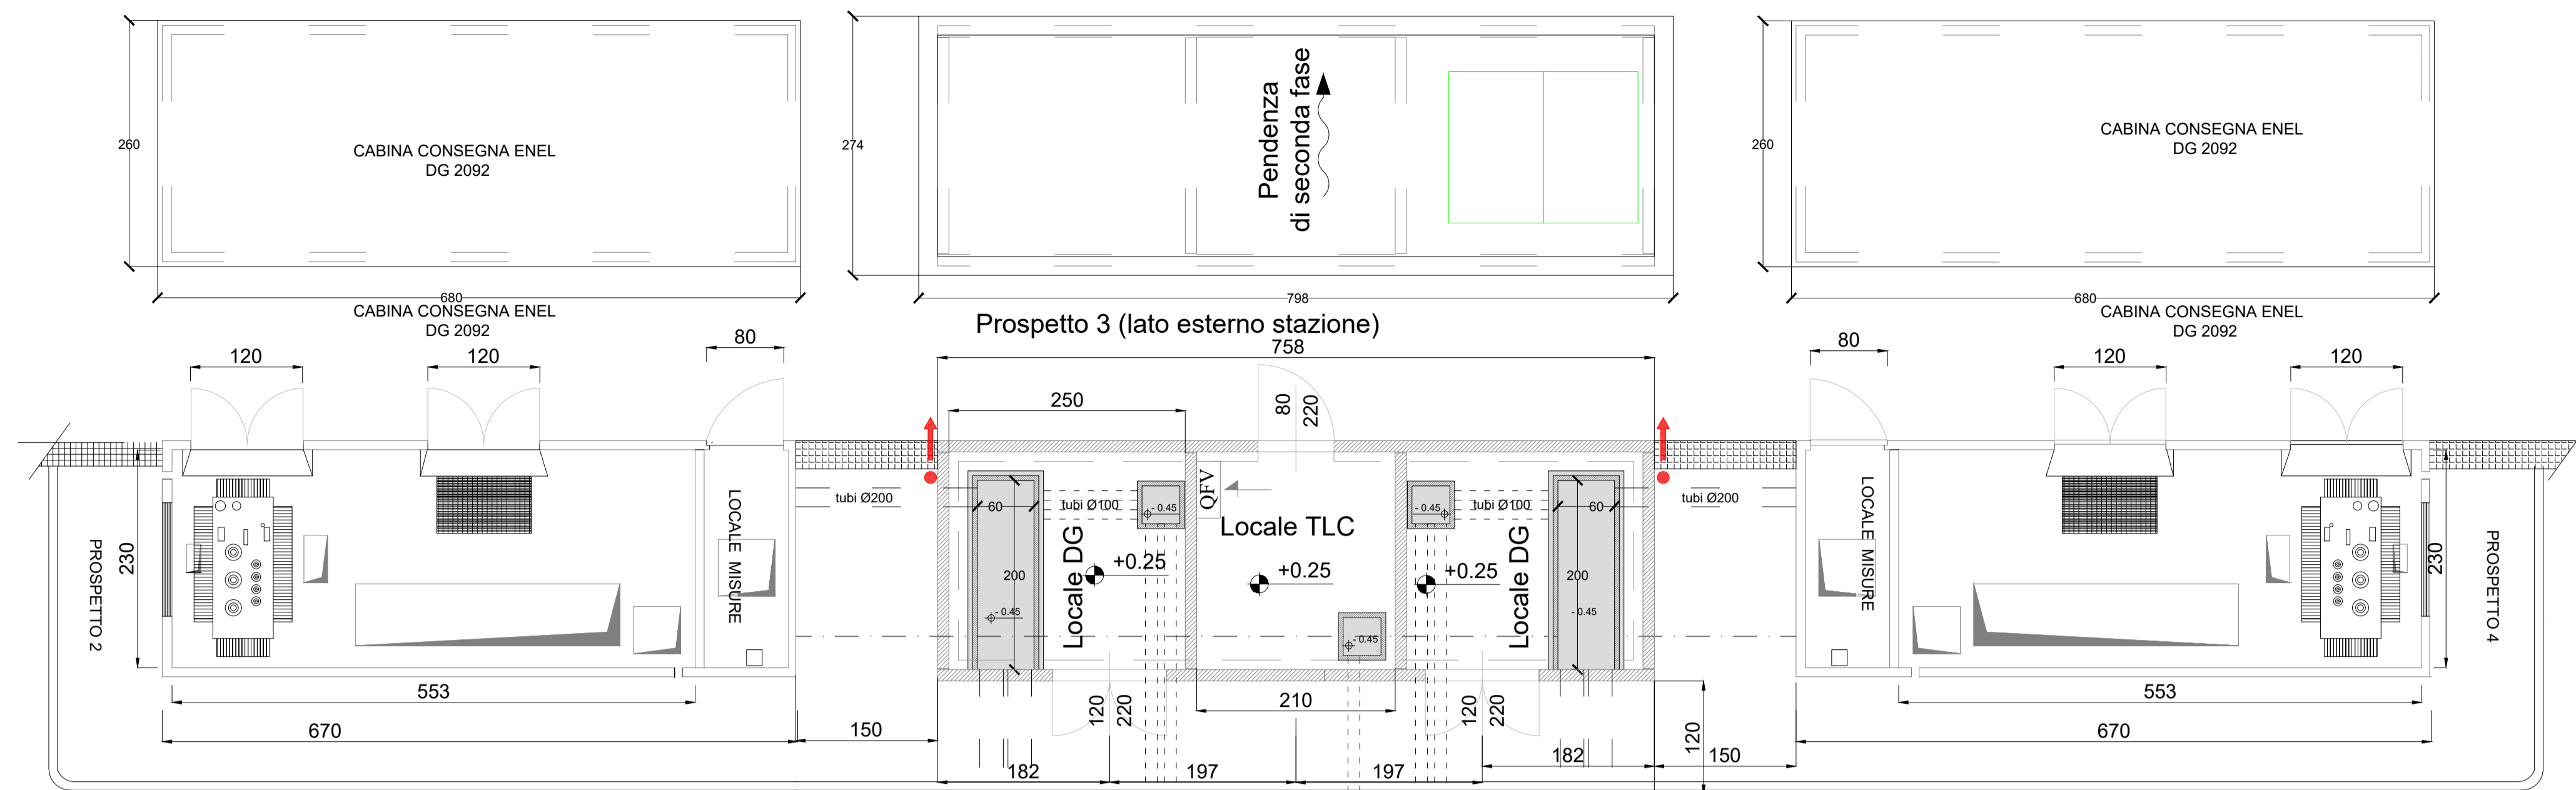 260
CABINA CONSEGNA ENEL
DG 2092
680
274
Pendenza
di seconda fase
798
260
CABINA CONSEGNA ENEL
DG 2092
680
CABINA CONSEGNA ENEL
DG 2092
Prospetto 3 (lato esterno stazione)
CABINA CONSEGNA ENEL
DG 2092
120
120
80
758
80
120
120
250
80
220
PROSPETTO 2
230
LOCALE MISURE
tubi Ø200
60
200
- 0.45
tubi Ø100
- 0.45
Locale DG
+0.25
QFV
Locale TLC
+0.25
- 0.45
- 0.45
tubi Ø100
Locale DG
+0.25
60
200
- 0.45
tubi Ø200
LOCALE MISURE
230
PROSPETTO 4
553
670
150
120
220
210
120
220
182
197
197
182
120
150
553
670